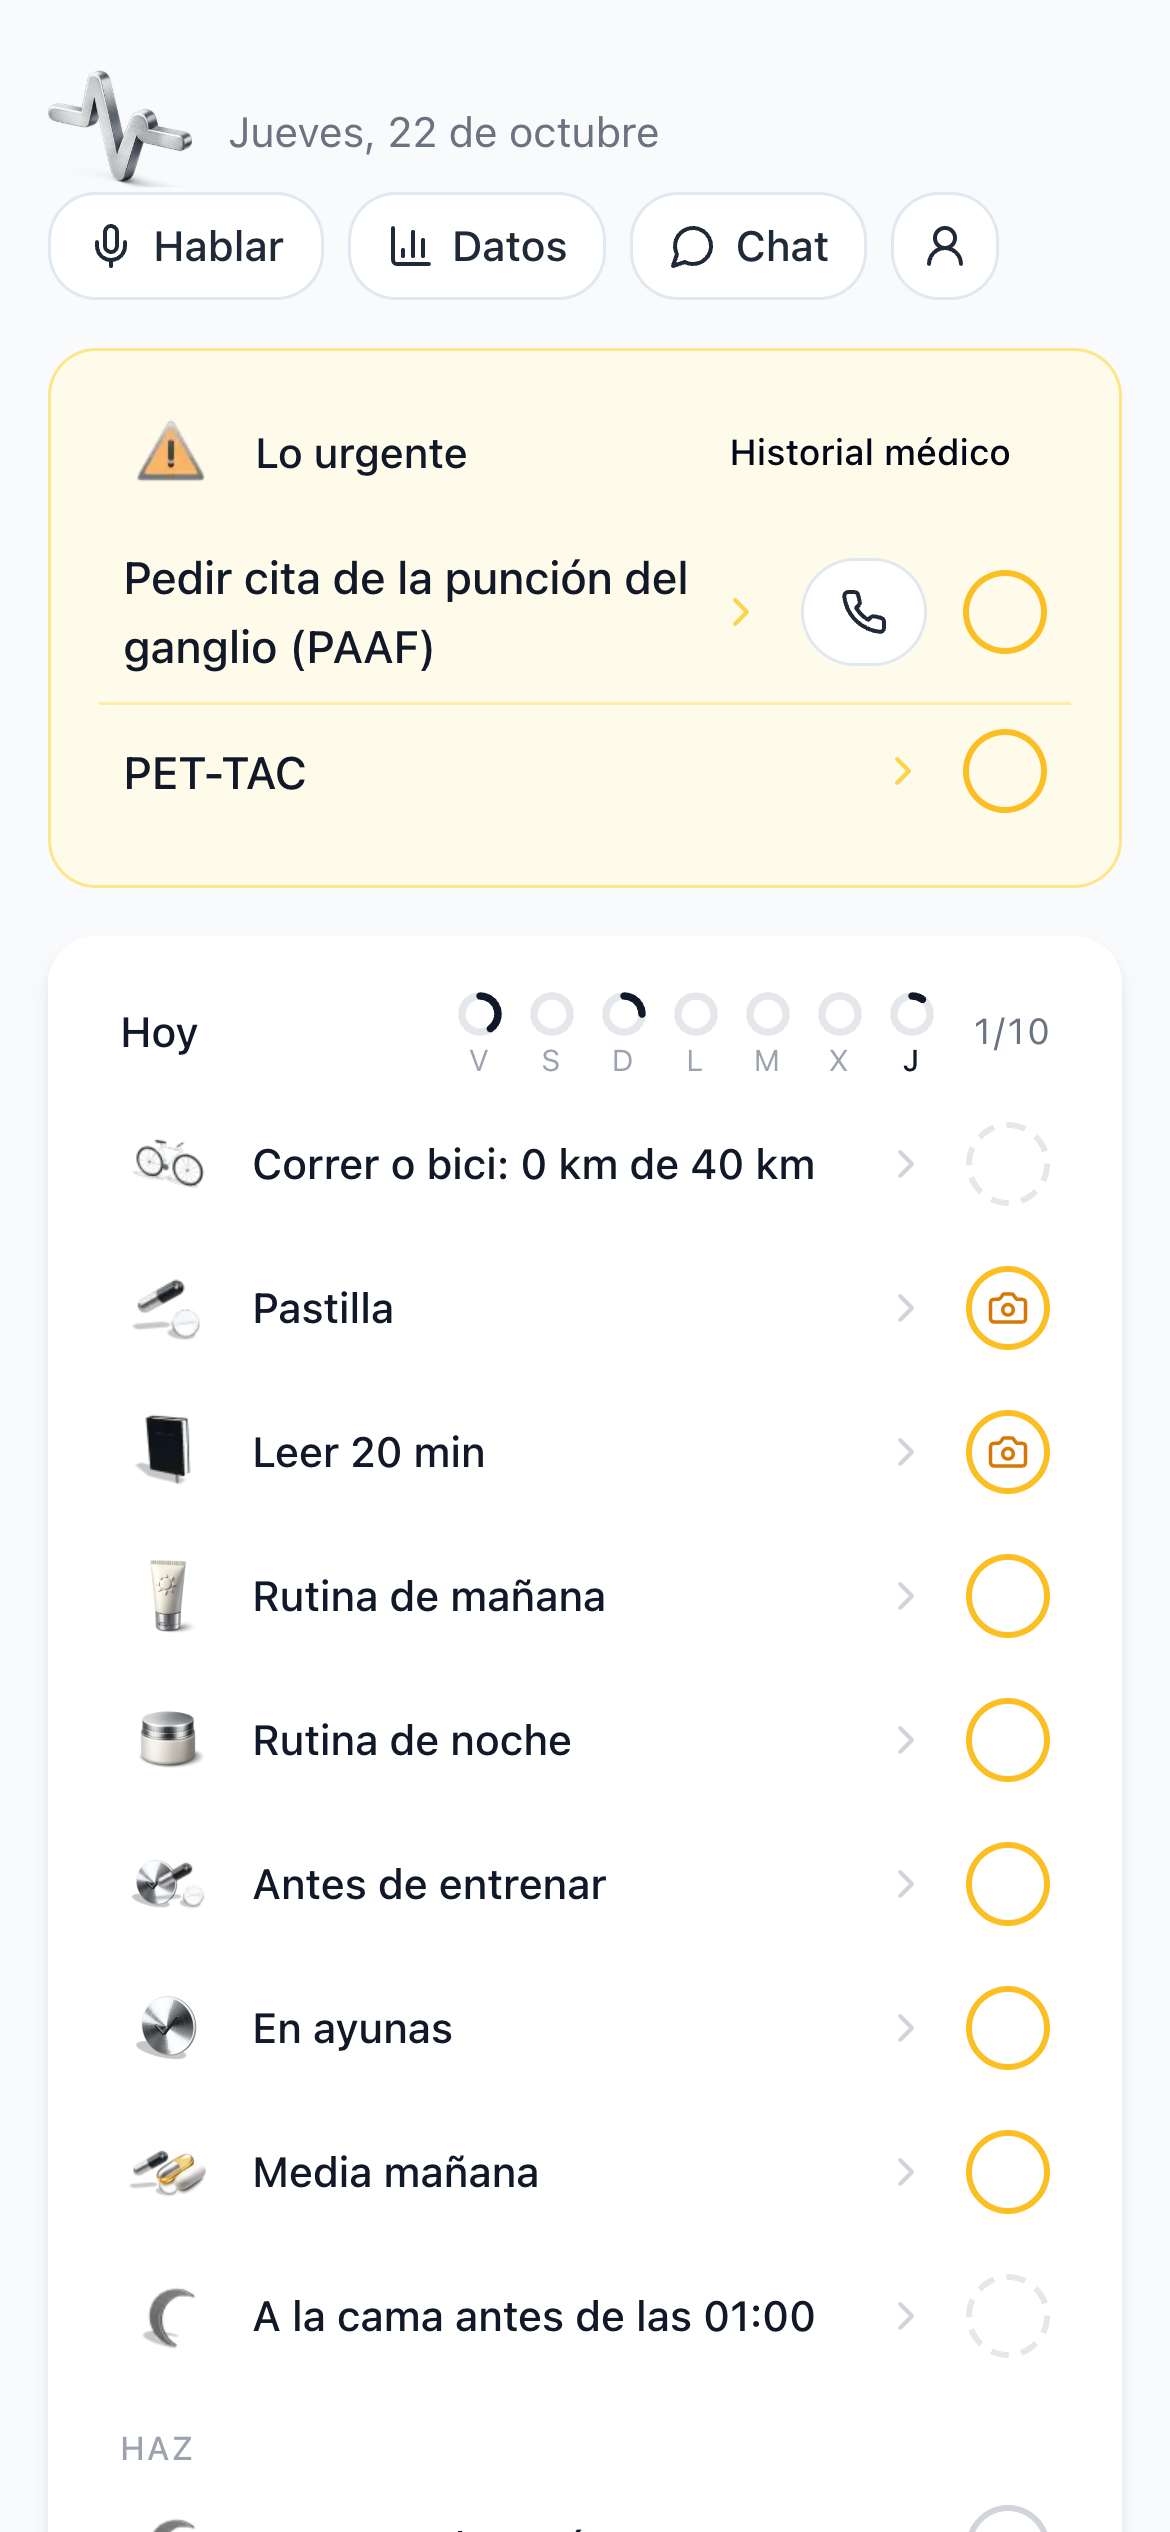 Jueves, 22 de octubre
Hablar
Datos
Chat
Lo urgente
Historial médico
Pedir cita de la punción del
ganglio (PAAF)
PET-TAC
Hoy
V S D L M X J
1/10
Correr o bici: 0 km de 40 km
Pastilla
Leer 20 min
Rutina de mañana
Rutina de noche
Antes de entrenar
En ayunas
Media mañana
A la cama antes de las 01:00
HAZ